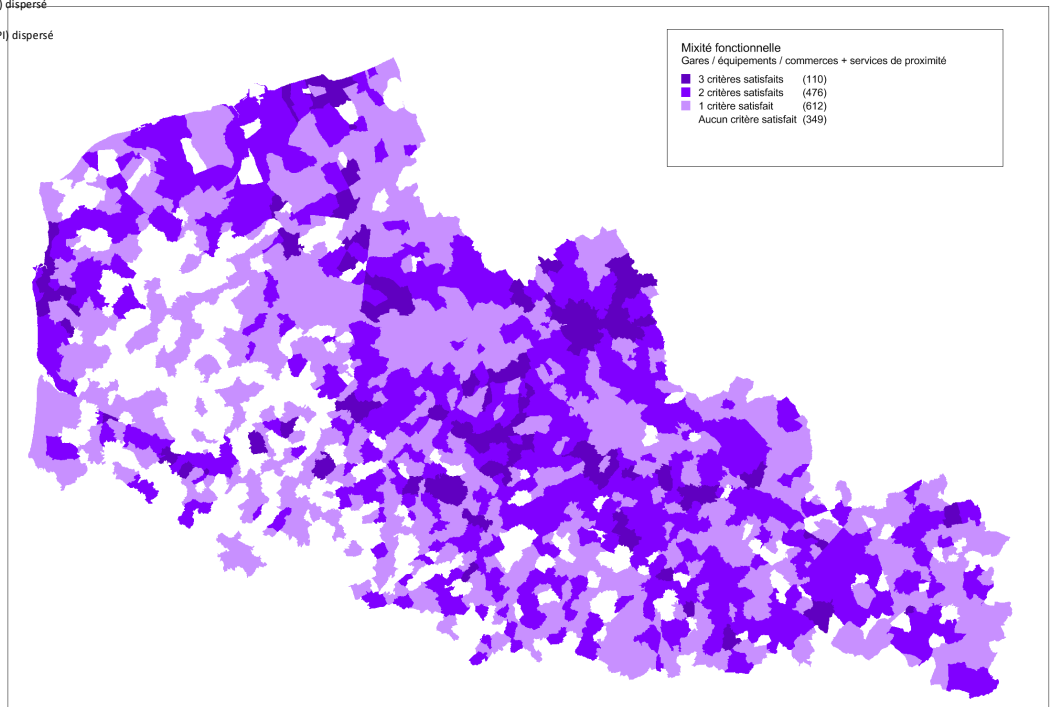 ) dispersé
PI) dispersé
Mixité fonctionnelle
Gares / équipements / commerces + services de proximité
3 critères satisfaits (110)
2 critères satisfaits (476)
1 critère satisfait (612)
Aucun critère satisfait (349)